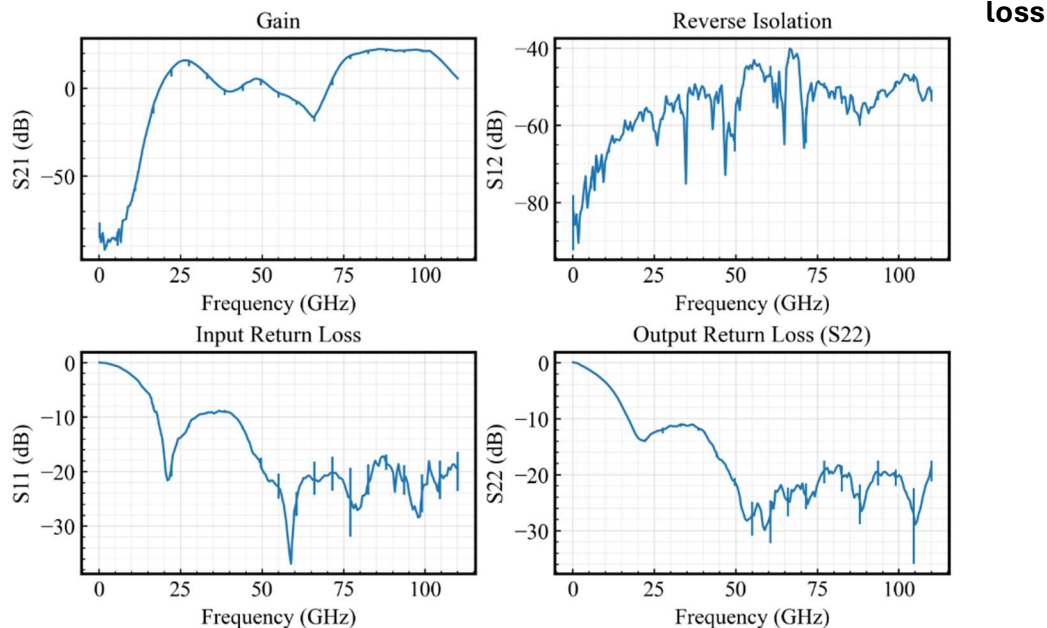 loss
Gain
S21 (dB)
0
−50
0 25 50 75 100
Frequency (GHz)
Reverse Isolation
S12 (dB)
−40
−60
−80
0 25 50 75 100
Frequency (GHz)
Input Return Loss
S11 (dB)
0
−10
−20
−30
0 25 50 75 100
Frequency (GHz)
Output Return Loss (S22)
S22 (dB)
0
−10
−20
−30
0 25 50 75 100
Frequency (GHz)